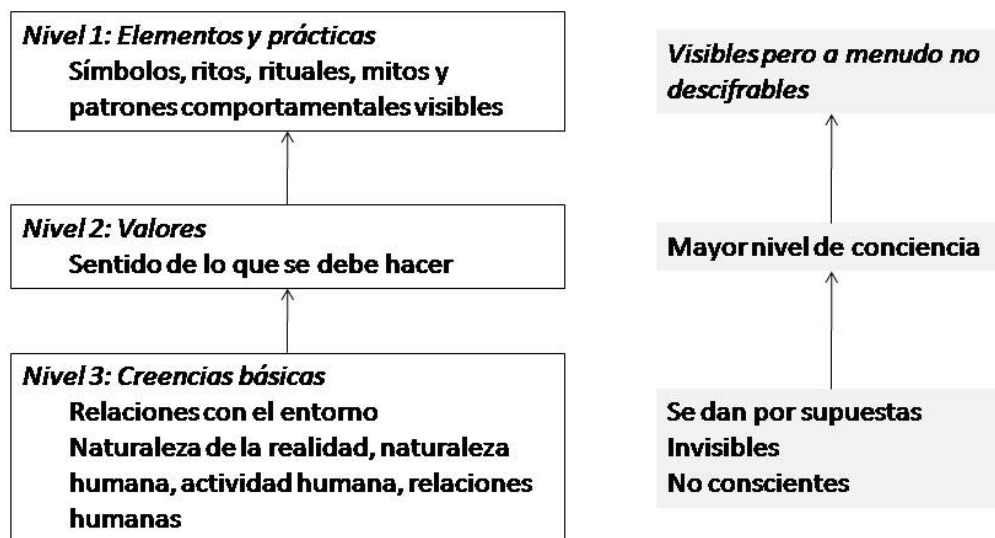 Nivel 1: Elementos y prácticas
Símbolos, ritos, rituales, mitos y
patrones comportamentales visibles
Visibles pero a menudo no
descifrables
Nivel 2: Valores
Sentido de lo que se debe hacer
Mayor nivel de conciencia
Nivel 3: Creencias básicas
Relaciones con el entorno
Naturaleza de la realidad, naturaleza
humana, actividad humana, relaciones
humanas
Se dan por supuestas
Invisibles
No conscientes